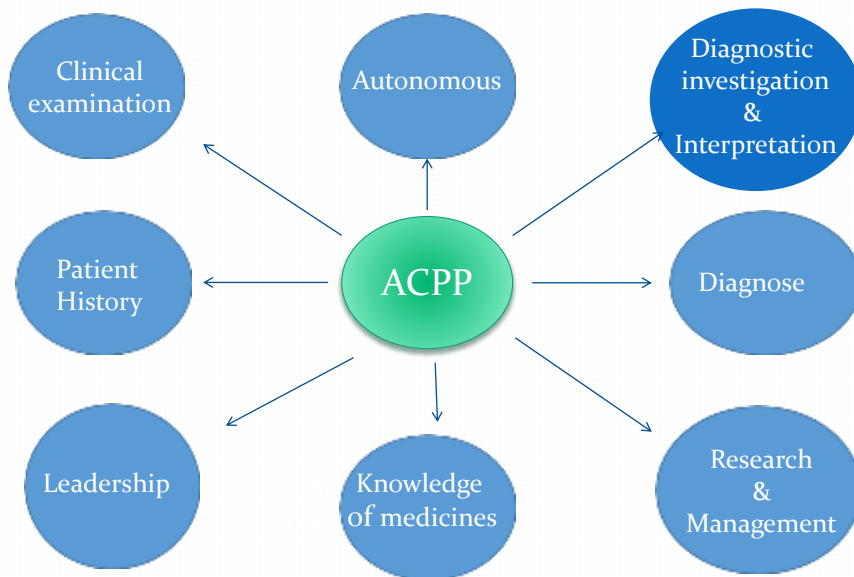 Clinical
examination
Autonomous
Diagnostic
investigation
&
Interpretation
Patient
History
ACPP
Diagnose
Leadership
Knowledge
of medicines
Research
&
Management